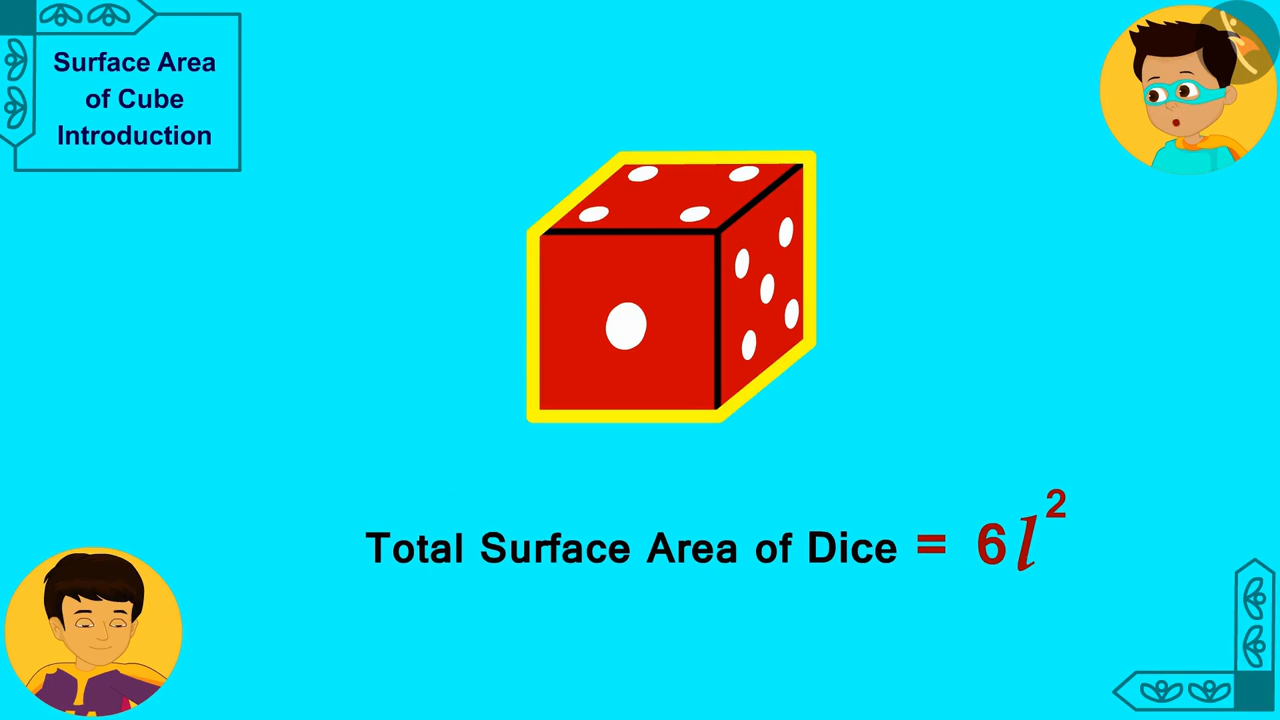 Surface Area
of Cube
Introduction
Total Surface Area of Dice = 6l²